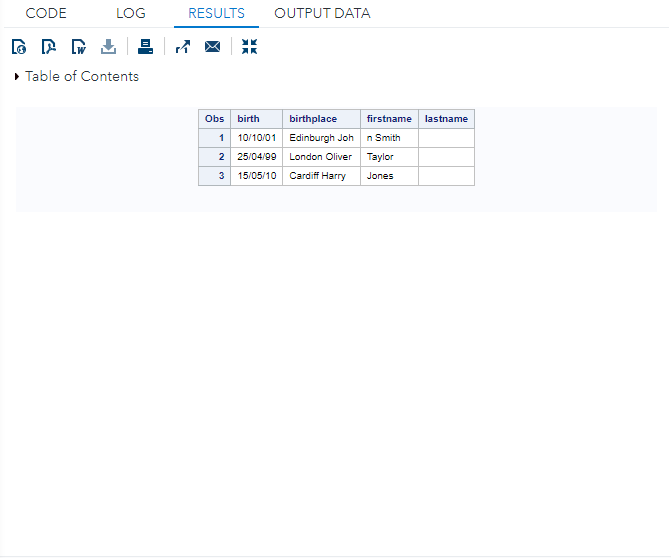 CODE LOG RESULTS OUTPUT DATA
Table of Contents
Obs birth birthplace firstname lastname
1 10/10/01 Edinburgh Joh n Smith
2 25/04/99 London Oliver Taylor
3 15/05/10 Cardiff Harry Jones